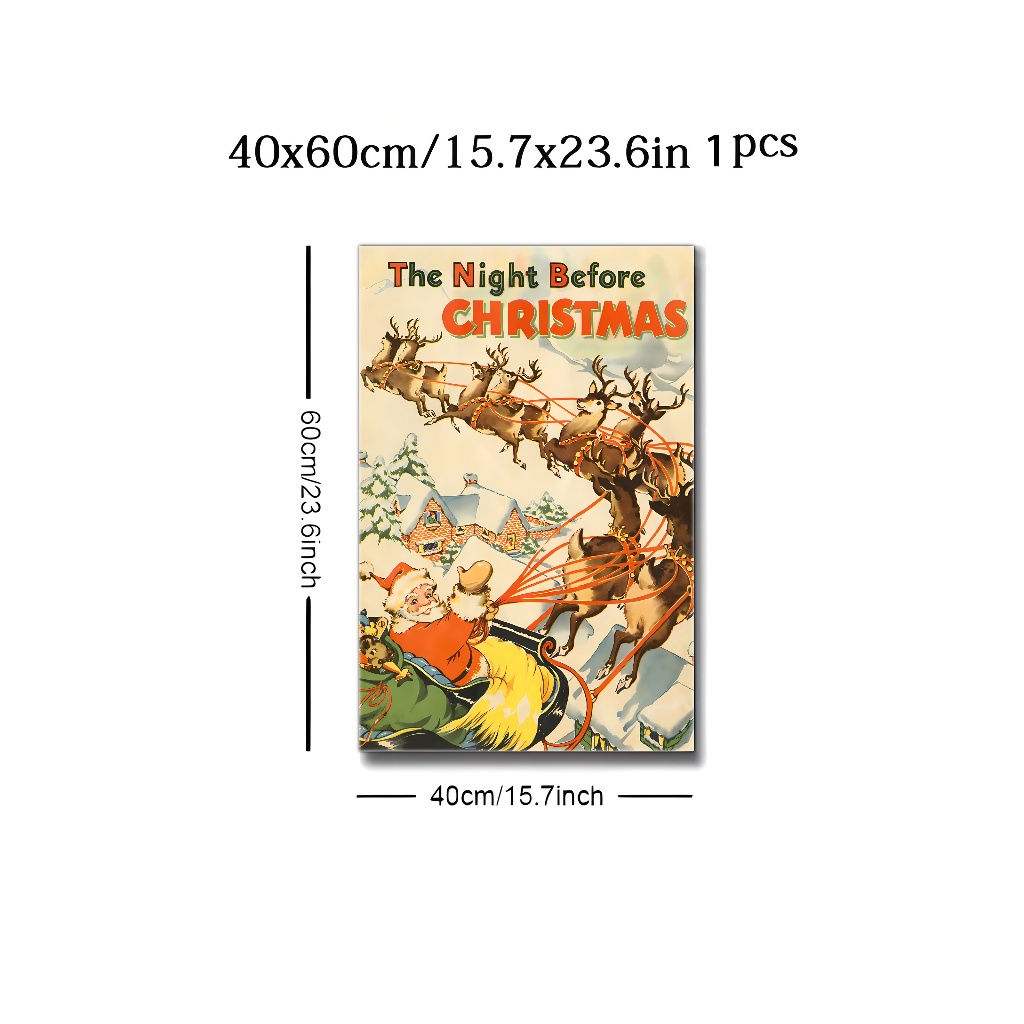 40x60cm/15.7x23.6in 1pcs
The Night Before
CHRISTMAS
60cm/23.6inch
40cm/15.7inch